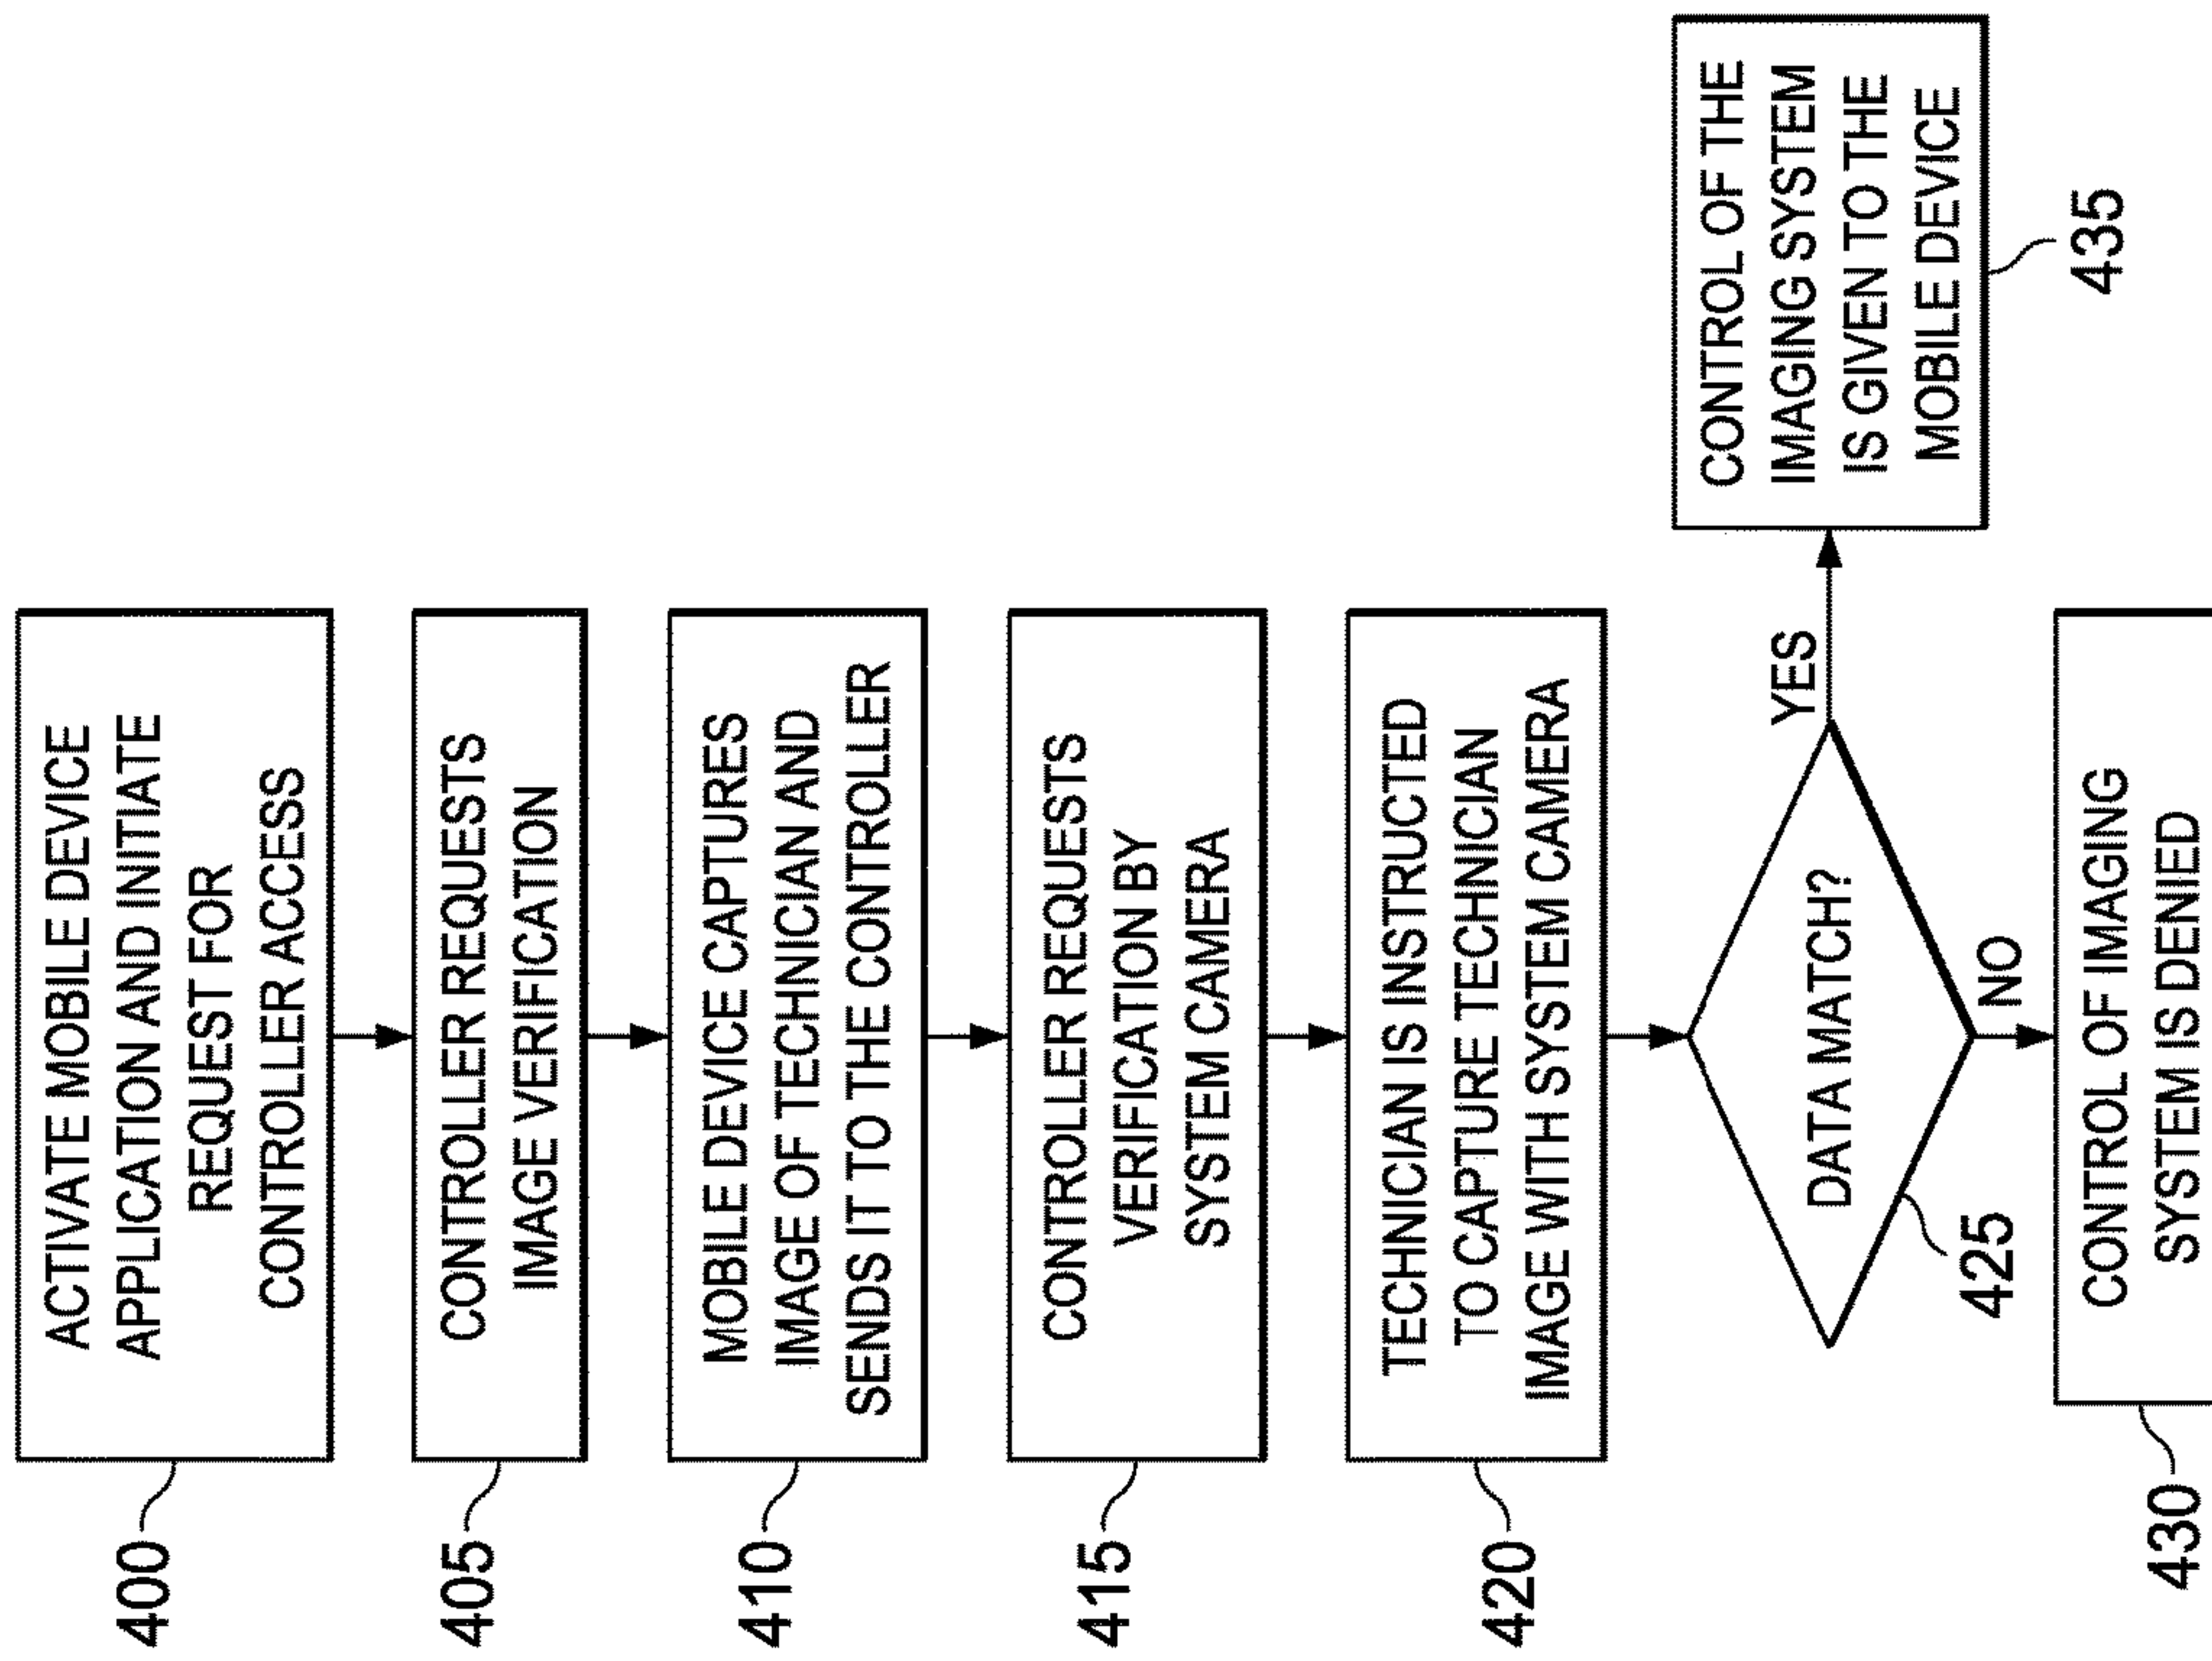 400
ACTIVATE MOBILE DEVICE
APPLICATION AND INITIATE
REQUEST FOR
CONTROLLER ACCESS
405
CONTROLLER REQUESTS
IMAGE VERIFICATION
410
MOBILE DEVICE CAPTURES
IMAGE OF TECHNICIAN AND
SENDS IT TO THE CONTROLLER
415
CONTROLLER REQUESTS
VERIFICATION BY
SYSTEM CAMERA
420
TECHNICIAN IS INSTRUCTED
TO CAPTURE TECHNICIAN
IMAGE WITH SYSTEM CAMERA
425
DATA MATCH?
YES
CONTROL OF THE
IMAGING SYSTEM
IS GIVEN TO THE
MOBILE DEVICE
435
NO
430
CONTROL OF IMAGING
SYSTEM IS DENIED